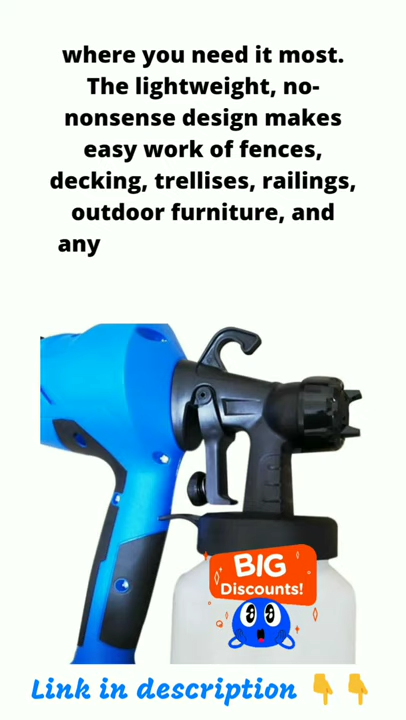 where you need it most.
The lightweight, no-
nonsense design makes
easy work of fences,
decking, trellises, railings,
outdoor furniture, and
any
BIG
Discounts!
Link in description 👇👇